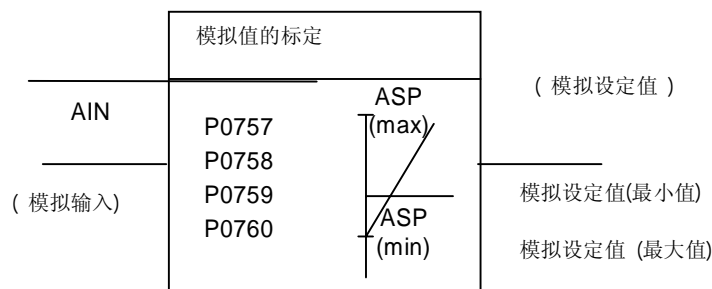 模拟值的标定
AIN
( 模拟输入)
P0757
P0758
P0759
P0760
ASP
(max)
ASP
(min)
( 模拟设定值 )
模拟设定值(最小值)
模拟设定值 (最大值)